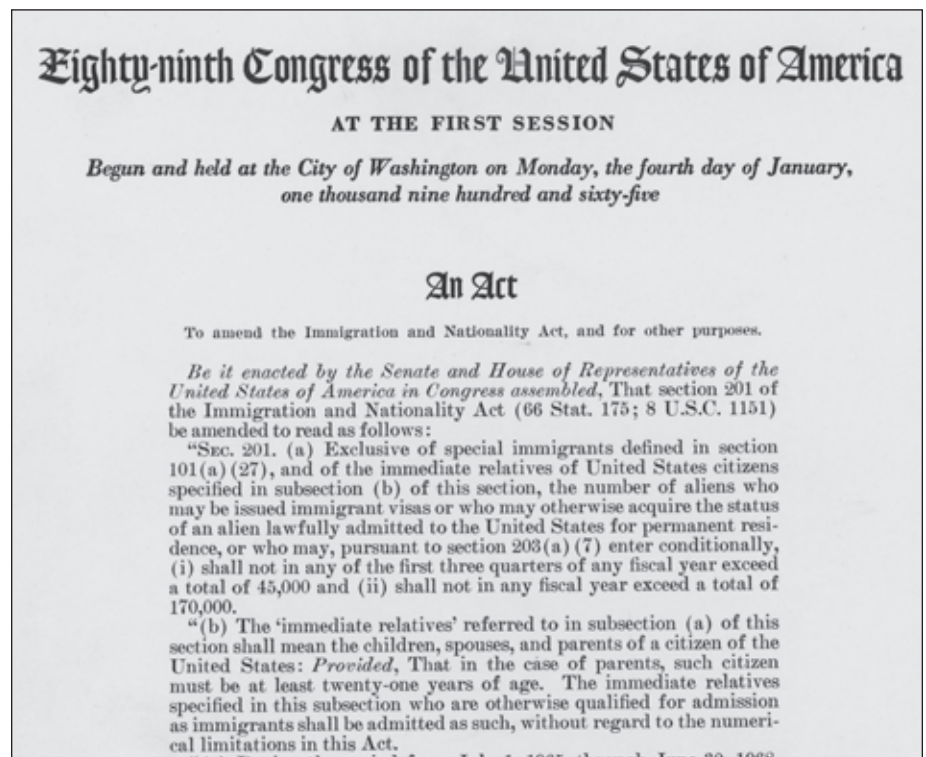 Eighty-ninth Congress of the United States of America
AT THE FIRST SESSION
Begun and held at the City of Washington on Monday, the fourth day of January,
one thousand nine hundred and sixty-five
An Act
To amend the Immigration and Nationality Act, and for other purposes.
Be it enacted by the Senate and House of Representatives of the
United States of America in Congress assembled, That section 201 of
the Immigration and Nationality Act (66 Stat. 175; 8 U.S.C. 1151)
be amended to read as follows:
"SEC. 201. (a) Exclusive of special immigrants defined in section
101(a)(27), and of the immediate relatives of United States citizens
specified in subsection (b) of this section, the number of aliens who
may be issued immigrant visas or who may otherwise acquire the status
of an alien lawfully admitted to the United States for permanent resi-
dence, or who may, pursuant to section 203(a)(7) enter conditionally,
(i) shall not in any of the first three quarters of any fiscal year exceed
a total of 45,000 and (ii) shall not in any fiscal year exceed a total of
170,000.
"(b) The 'immediate relatives' referred to in subsection (a) of this
section shall mean the children, spouses, and parents of a citizen of the
United States: Provided, That in the case of parents, such citizen
must be at least twenty-one years of age. The immediate relatives
specified in this subsection who are otherwise qualified for admission
as immigrants shall be admitted as such, without regard to the numeri-
cal limitations in this Act.